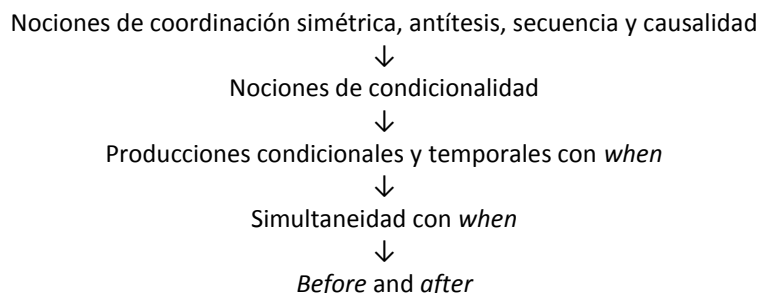 Nociones de coordinación simétrica, antítesis, secuencia y causalidad
↓
Nociones de condicionalidad
↓
Producciones condicionales y temporales con when
↓
Simultaneidad con when
↓
Before and after